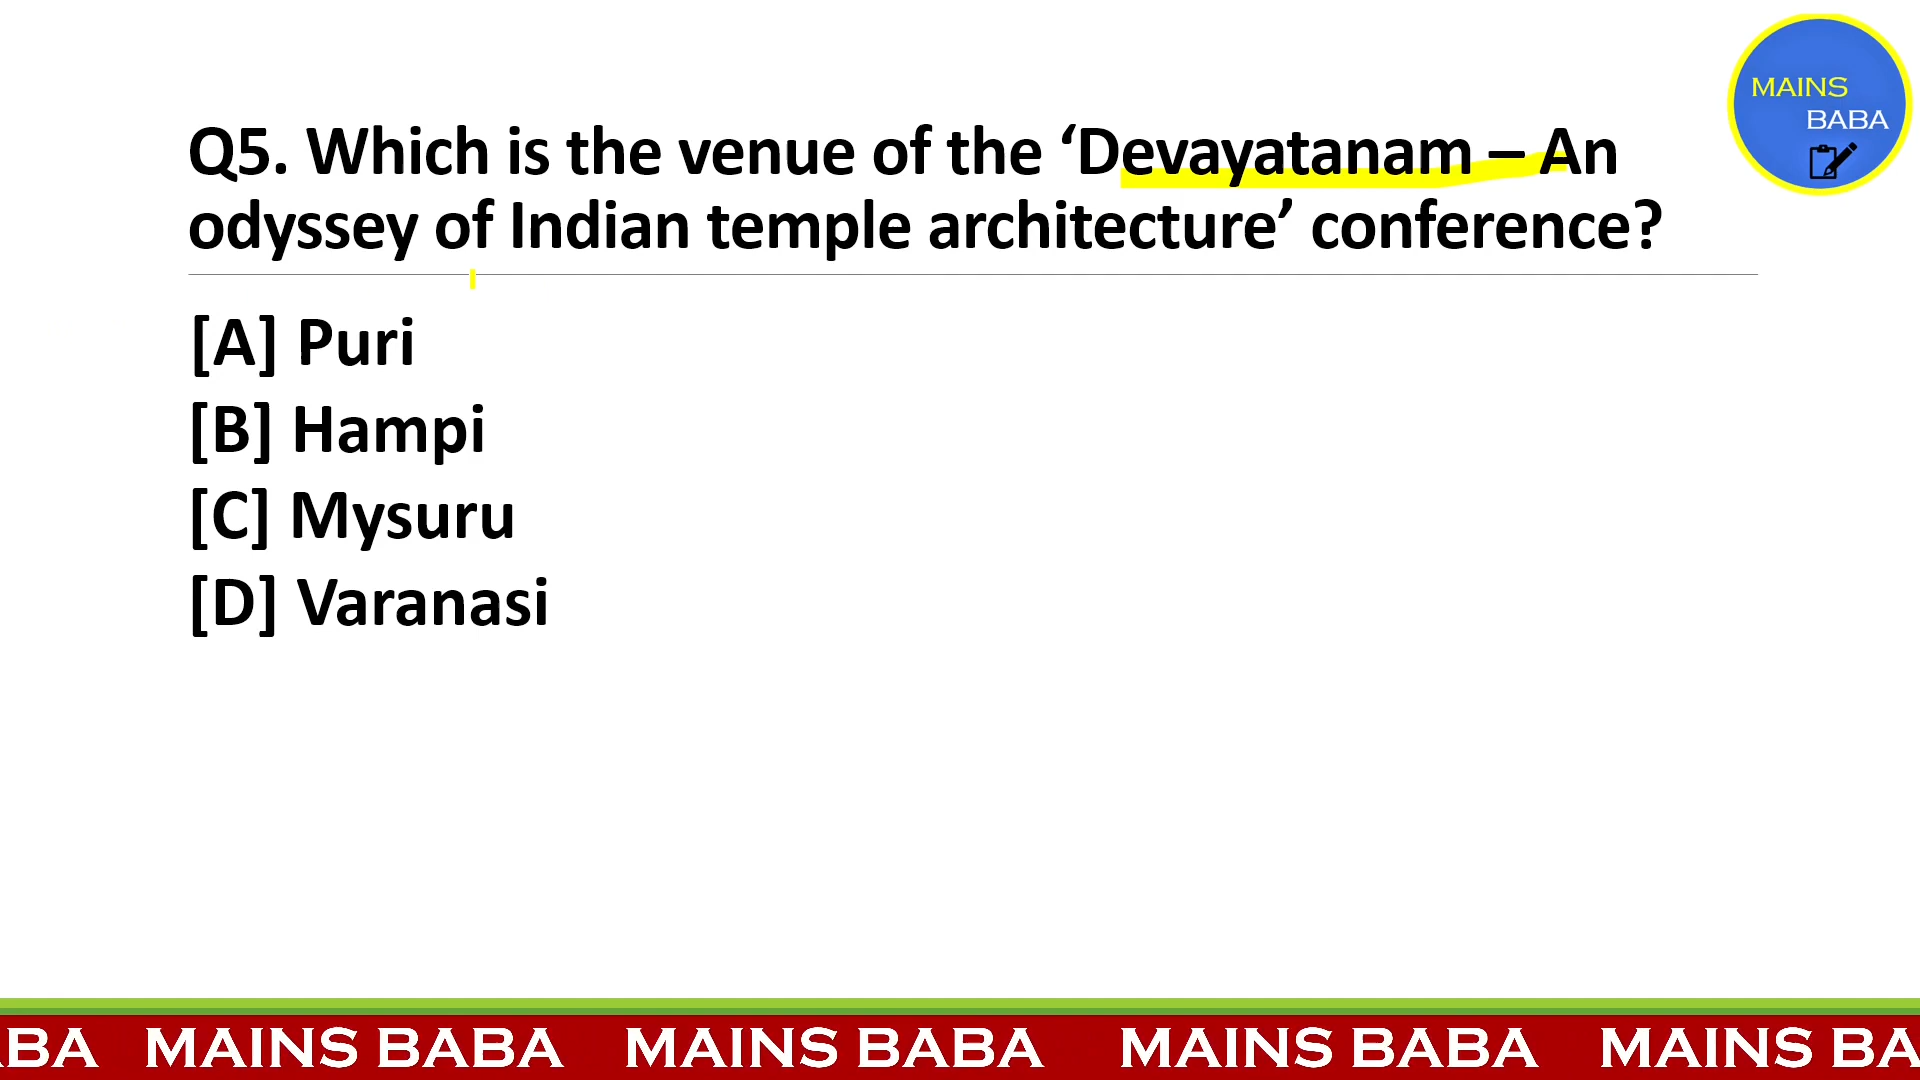 MAINS
BABA
Q5. Which is the venue of the ‘Devayatanam – An
odyssey of Indian temple architecture’ conference?
[A] Puri
[B] Hampi
[C] Mysuru
[D] Varanasi
BABA MAINS BABA MAINS BABA MAINS BABA MAINS BA